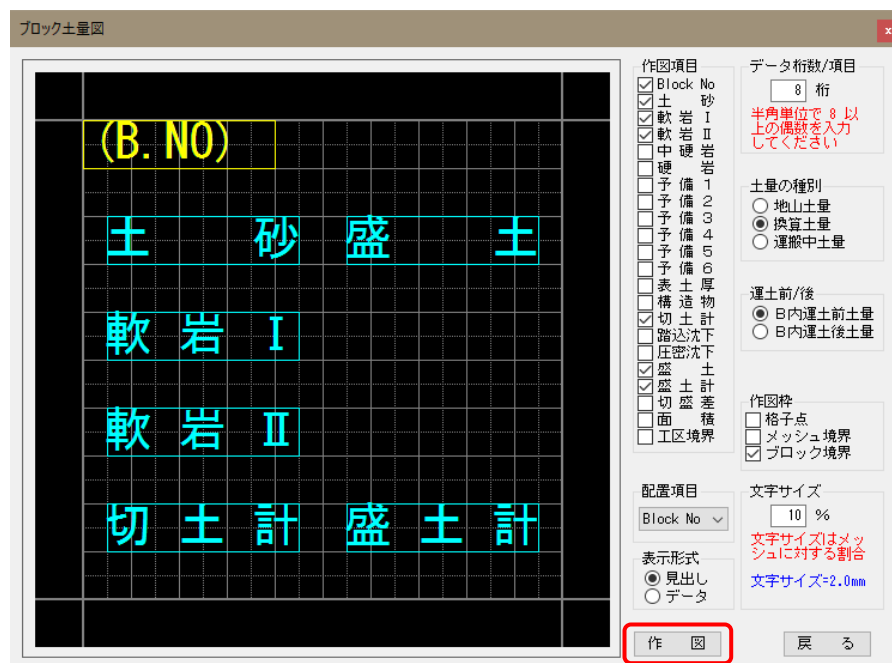 ブロック土量図
x
(B.NO)
土　　砂 盛　　土
軟 岩 Ⅰ
軟 岩 Ⅱ
切 土 計 盛 土 計
作図項目
Block No
土　　砂
軟 岩 Ⅰ
軟 岩 Ⅱ
中 硬 岩
硬　　岩
予 備 1
予 備 2
予 備 3
予 備 4
予 備 5
予 備 6
表 土 厚
構 造 物
切 土 計
踏込沈下
圧密沈下
盛　　土
盛 土 計
切 盛 差
面　　積
工区境界
配置項目
Block No
表示形式
見出し
データ
作　　図
データ桁数/項目
8 桁
半角単位で 8 以
上の偶数を入力
してください
土量の種別
地山土量
換算土量
運搬中土量
運土前/後
B内運土前土量
B内運土後土量
作図枠
格子点
メッシュ境界
ブロック境界
文字サイズ
10 %
文字サイズはメッ
シュに対する割合
文字サイズ=2.0mm
戻　る